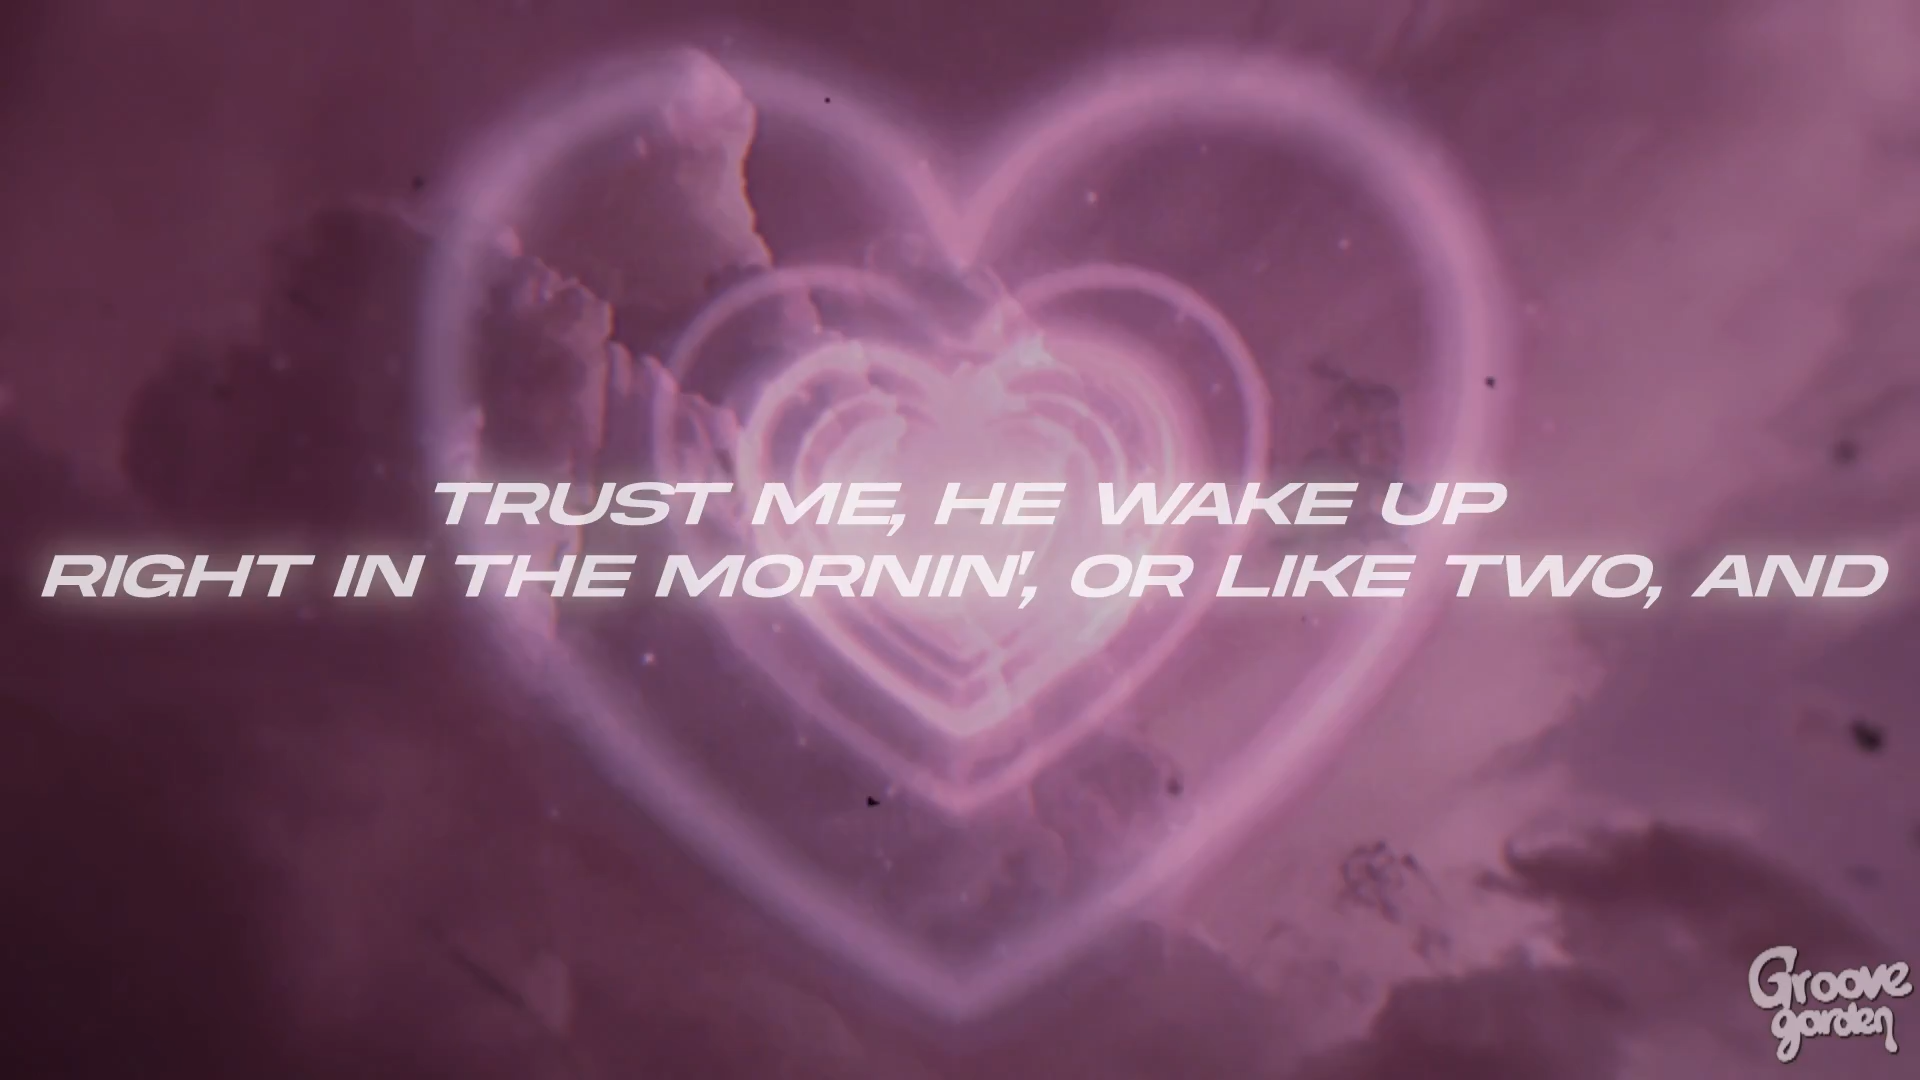 TRUST ME, HE WAKE UP
RIGHT IN THE MORNIN', OR LIKE TWO, AND
Groove
garden